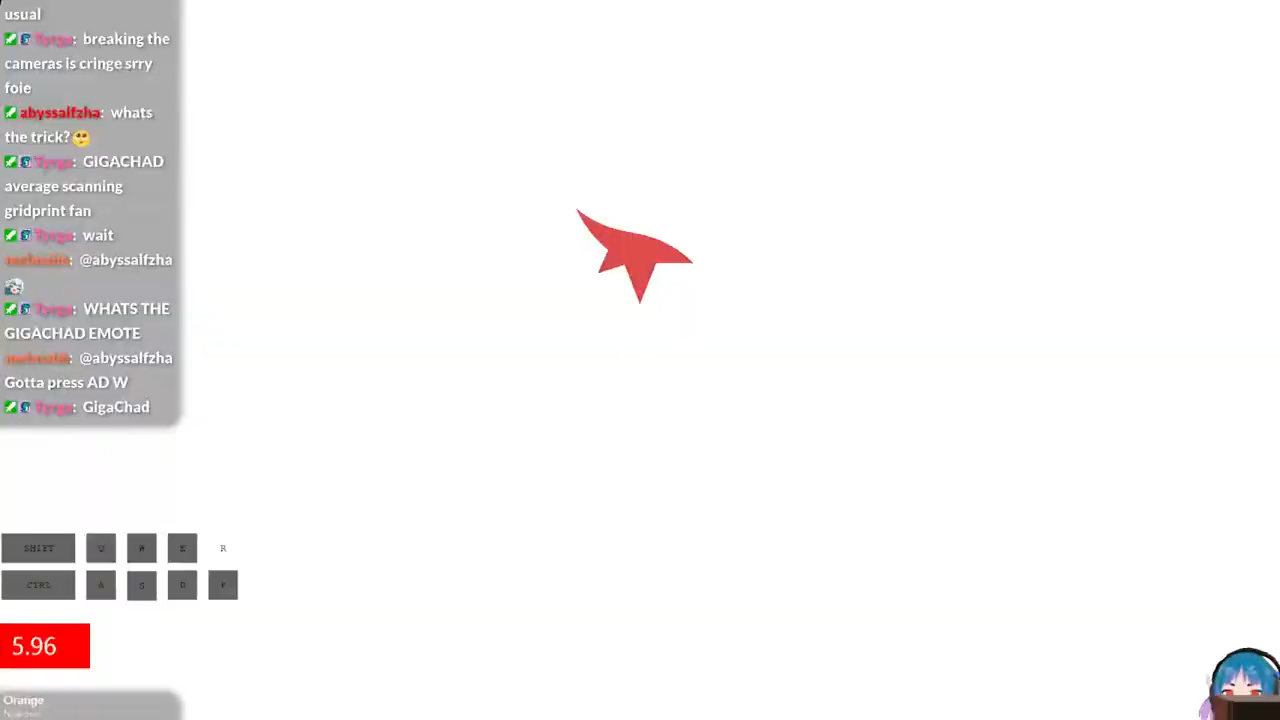 usual
: breaking the
cameras is cringe srry
foie
abyssalfzha: whats
the trick?
: GIGACHAD
average scanning
gridprint fan
: wait
: @abyssalfzha
: WHATS THE
GIGACHAD EMOTE
: @abyssalfzha
Gotta press AD W
: GigaChad
SHIFT Q W E R
CTRL A S D F
5.96
Orange